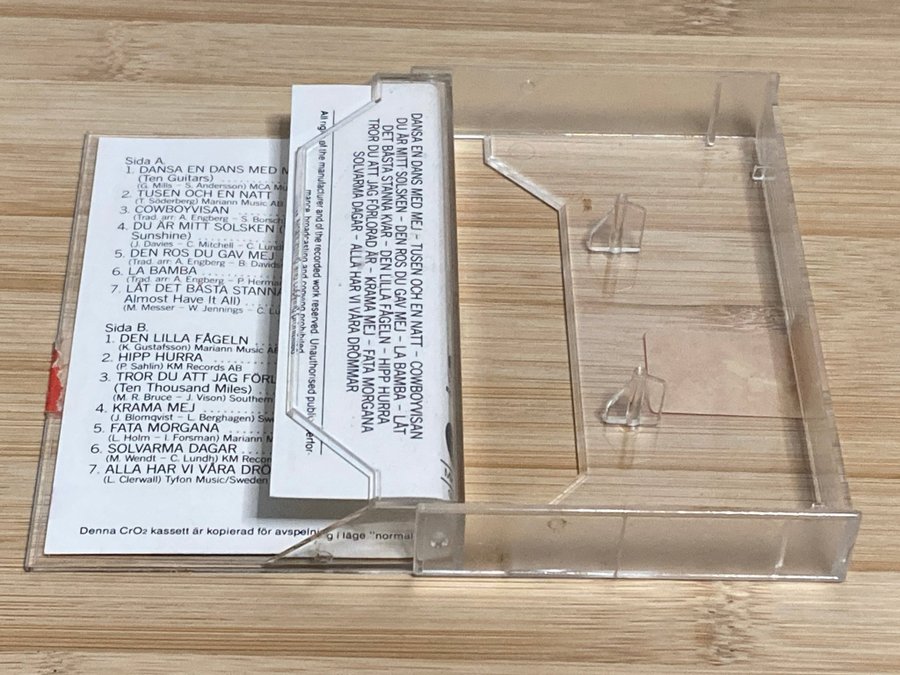 Sida A.
1. DANSA EN DANS MED
(Ten Guitars)
(G. Mills – S. Andersson) MCA
2. TUSEN OCH EN NATT
(T. Söderberg) Mariann Music AB
3. COWBOYVISAN
(Trad. arr. A. Engberg – S. Borsch
4. DU ÄR MITT SOLSKEN
Sunshine)
(J. Davies – C. Mitchell – C. Lund
5. DEN ROS DU GAV MEJ
(Trad. arr. A. Engberg – B. Davids
6. LA BAMBA
(Trad. arr. A. Engberg – P. Herma
7. LÅT DET BÄSTA STANNA
Almost Have It All)
(M. Messer – W. Jennings – C. Lu
Sida B.
1. DEN LILLA FÅGELN
(K. Gustafsson) Mariann Music
2. HIPP HURRA
(P. Sahlin) KM Records AB
3. TROR DU ATT JAG FÖRL
(Ten Thousand Miles)
(M. R. Bruce – J. Vison) Southern
4. KRAMA MEJ
(J. Blomqvist – L. Berghagen) Swe
5. FATA MORGANA
(L. Holm – I. Forsman) Mariann M
6. SOLVARMA DAGAR
(M. Wendt – C. Lundh) KM Recor
7. ALLA HAR VI VÅRA DRÖ
(L. Clerwall) Tyfon Music/Sweden
Denna CrO2 kassett är kopierad för avspelning i läge "normal
All of the manufacturer and of the recorded work reserved. Unauthorised public perfor-
mance, broadcasting and copying prohibited.
DANSA EN DANS MED MEJ – TUSEN OCH EN NATT – COWBOYVISAN
DU ÄR MITT SOLSKEN – DEN ROS DU GAV MEJ – LA BAMBA – LÅT
DET BÄSTA STANNA KVAR – DEN LILLA FÅGELN – HIPP HURRA
TROR DU ATT JAG FÖRLORAD ÄR – KRAMA MEJ – FATA MORGANA
SOLVARMA DAGAR – ALLA HAR VI VÅRA DRÖMMAR